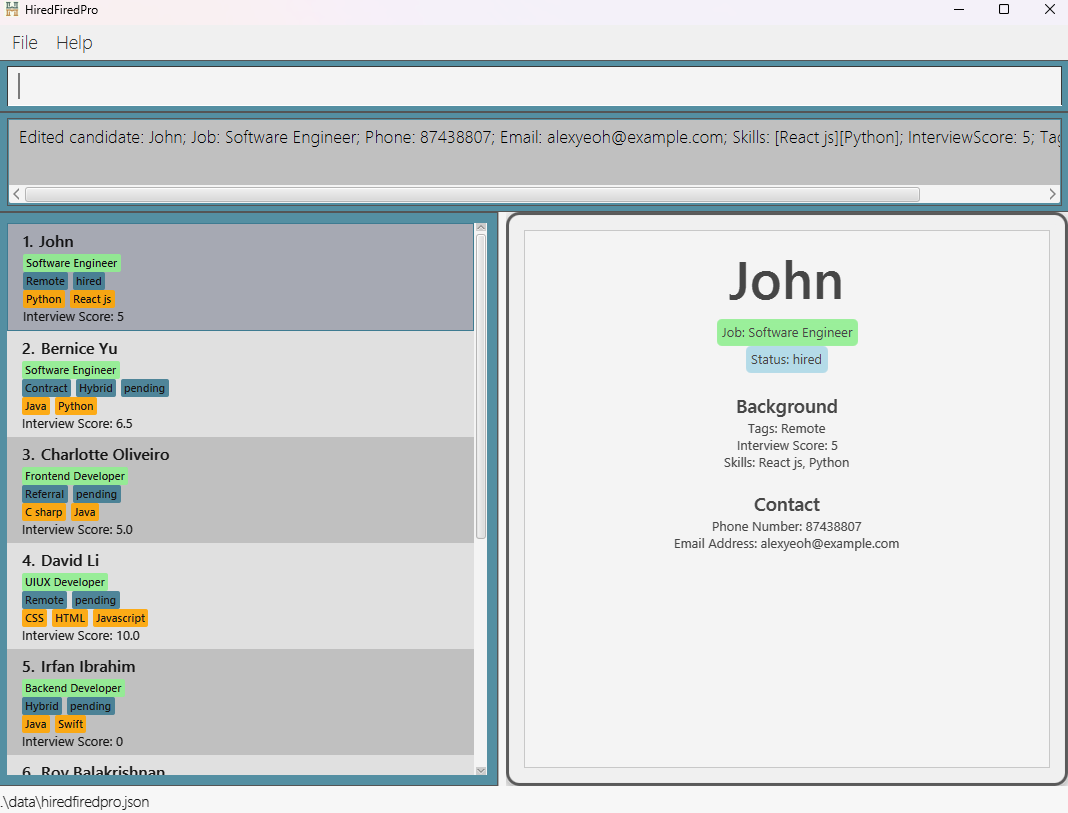 HiredFiredPro
File Help
Edited candidate: John; Job: Software Engineer; Phone: 87438807; Email: alexyeoh@example.com; Skills: [React js][Python]; InterviewScore: 5; Tag
1. John
Software Engineer
Remote hired
Python React js
Interview Score: 5
2. Bernice Yu
Software Engineer
Contract Hybrid pending
Java Python
Interview Score: 6.5
3. Charlotte Oliveiro
Frontend Developer
Referral pending
C sharp Java
Interview Score: 5.0
4. David Li
UIUX Developer
Remote pending
CSS HTML Javascript
Interview Score: 10.0
5. Irfan Ibrahim
Backend Developer
Hybrid pending
Java Swift
Interview Score: 0
6. Roy Balakrishnan
John
Job: Software Engineer
Status: hired
Background
Tags: Remote
Interview Score: 5
Skills: React js, Python
Contact
Phone Number: 87438807
Email Address: alexyeoh@example.com
.\data\hiredfiredpro.json